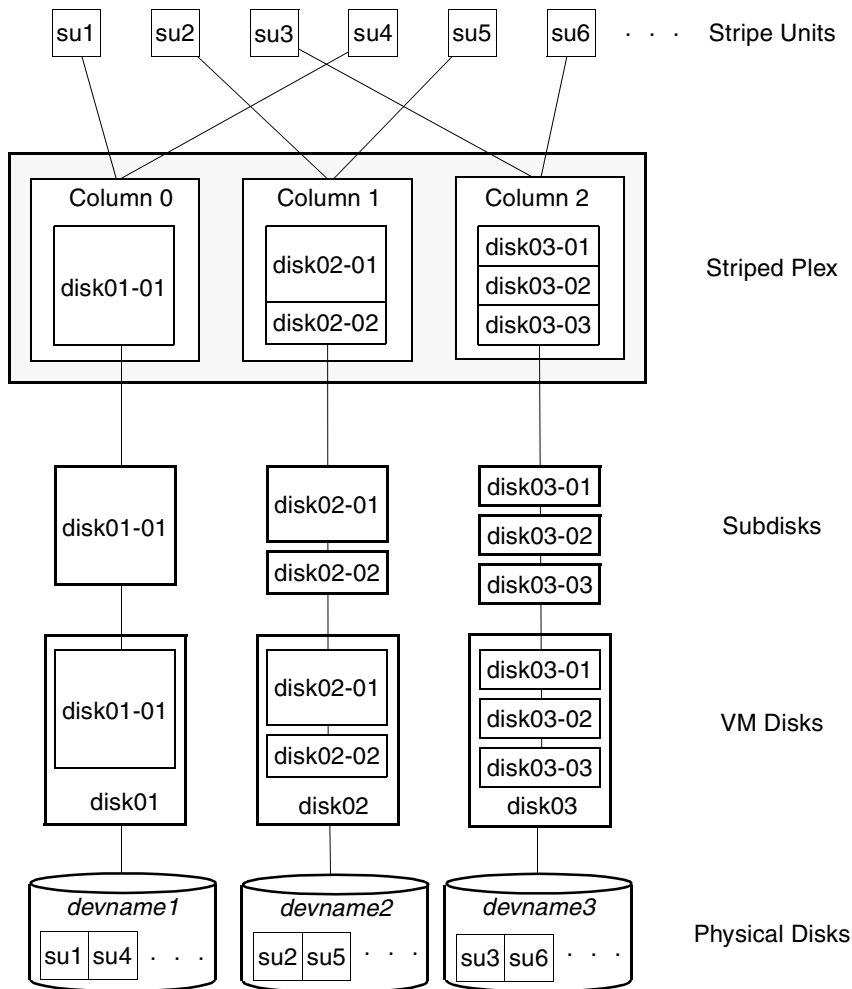 su1 su2 su3 su4 su5 su6 · · · Stripe Units
Column 0 Column 1 Column 2
disk01-01
disk02-01
disk02-02
disk03-01
disk03-02
disk03-03
Striped Plex
disk01-01
disk02-01
disk02-02
disk03-01
disk03-02
disk03-03
Subdisks
disk01-01
disk02-01
disk02-02
disk03-01
disk03-02
disk03-03
VM Disks
disk01 disk02 disk03
devname1 devname2 devname3
su1 su4 · · · su2 su5 · · · su3 su6 · · ·
Physical Disks